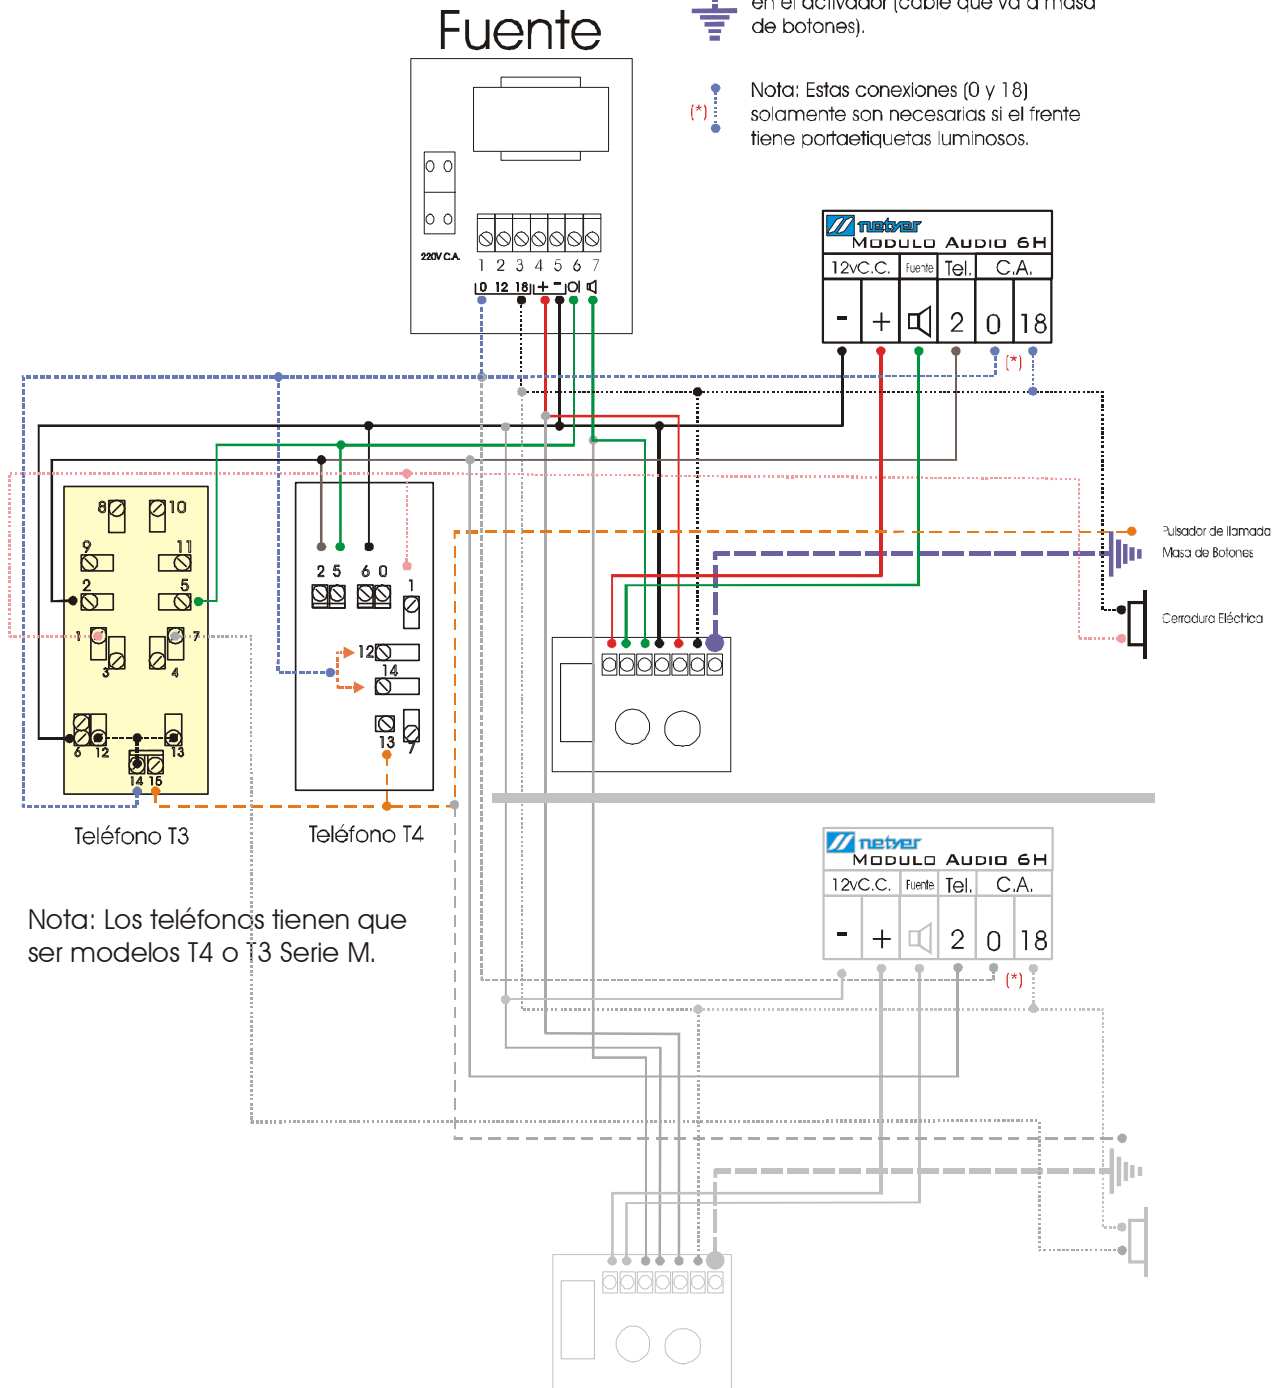 en el activador (cable que va a masa
de botones).
Fuente
(*)
Nota: Estas conexiones (0 y 18)
solamente son necesarias si el frente
tiene portaetiquetas luminosos.
220V C.A.
1 2 3 4 5 6 7
0 12 18 + -
netyer
MODULO AUDIO 6H
12vC.C. Fuente Tel. C.A.
- + 2 0 18
(*)
8 10
9 11
2 5
1 7
3 4
6 12 13
14 15
2 5 6 0 1
12
14
13 7
Pulsador de llamada
Masa de Botones
Cerradura Eléctrica
Teléfono T3
Teléfono T4
Nota: Los teléfonos tienen que
ser modelos T4 o T3 Serie M.
netyer
MODULO AUDIO 6H
12vC.C. Fuente Tel. C.A.
- + 2 0 18
(*)